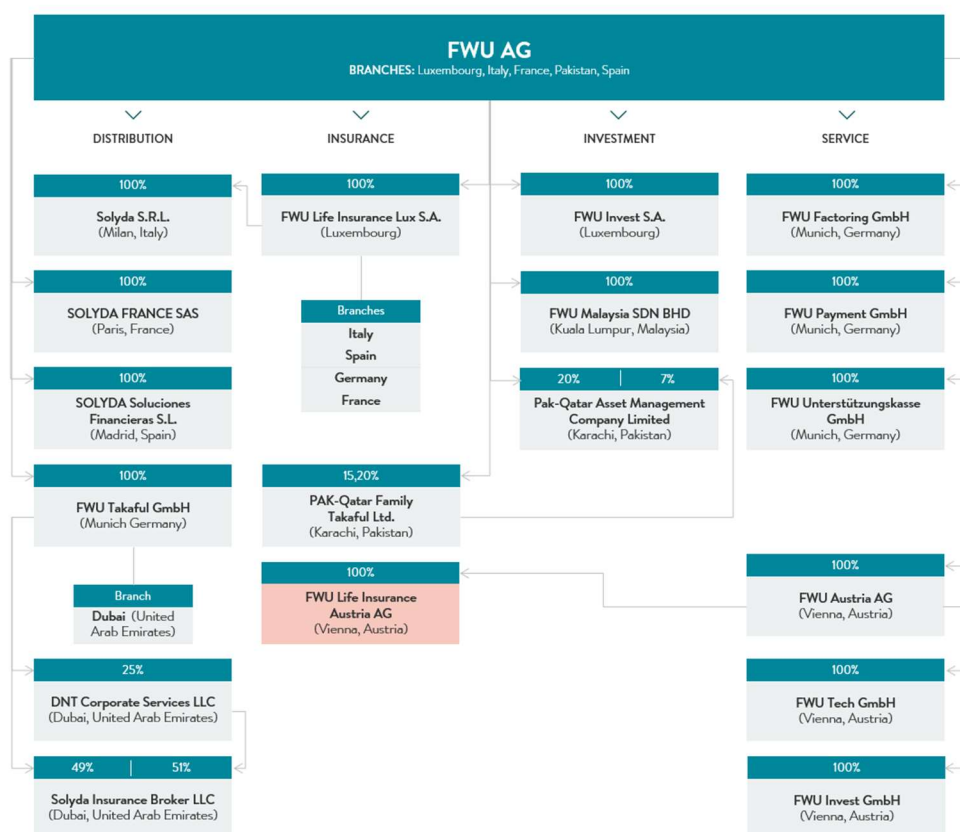 FWU AG
BRANCHES: Luxembourg, Italy, France, Pakistan, Spain
DISTRIBUTION
100%
Solyda S.R.L.
(Milan, Italy)
100%
SOLYDA FRANCE SAS
(Paris, France)
100%
SOLYDA Soluciones
Financieras S.L.
(Madrid, Spain)
100%
FWU Takaful GmbH
(Munich Germany)
Branch
Dubai (United
Arab Emirates)
25%
DNT Corporate Services LLC
(Dubai, United Arab Emirates)
49% 51%
Solyda Insurance Broker LLC
(Dubai, United Arab Emirates)
INSURANCE
100%
FWU Life Insurance Lux S.A.
(Luxembourg)
Branches
Italy
Spain
Germany
France
15,20%
PAK-Qatar Family
Takaful Ltd.
(Karachi, Pakistan)
100%
FWU Life Insurance
Austria AG
(Vienna, Austria)
INVESTMENT
100%
FWU Invest S.A.
(Luxembourg)
100%
FWU Malaysia SDN BHD
(Kuala Lumpur, Malaysia)
20% 7%
Pak-Qatar Asset Management
Company Limited
(Karachi, Pakistan)
SERVICE
100%
FWU Factoring GmbH
(Munich, Germany)
100%
FWU Payment GmbH
(Munich, Germany)
100%
FWU Unterstützungskasse
GmbH
(Munich, Germany)
100%
FWU Austria AG
(Vienna, Austria)
100%
FWU Tech GmbH
(Vienna, Austria)
100%
FWU Invest GmbH
(Vienna, Austria)